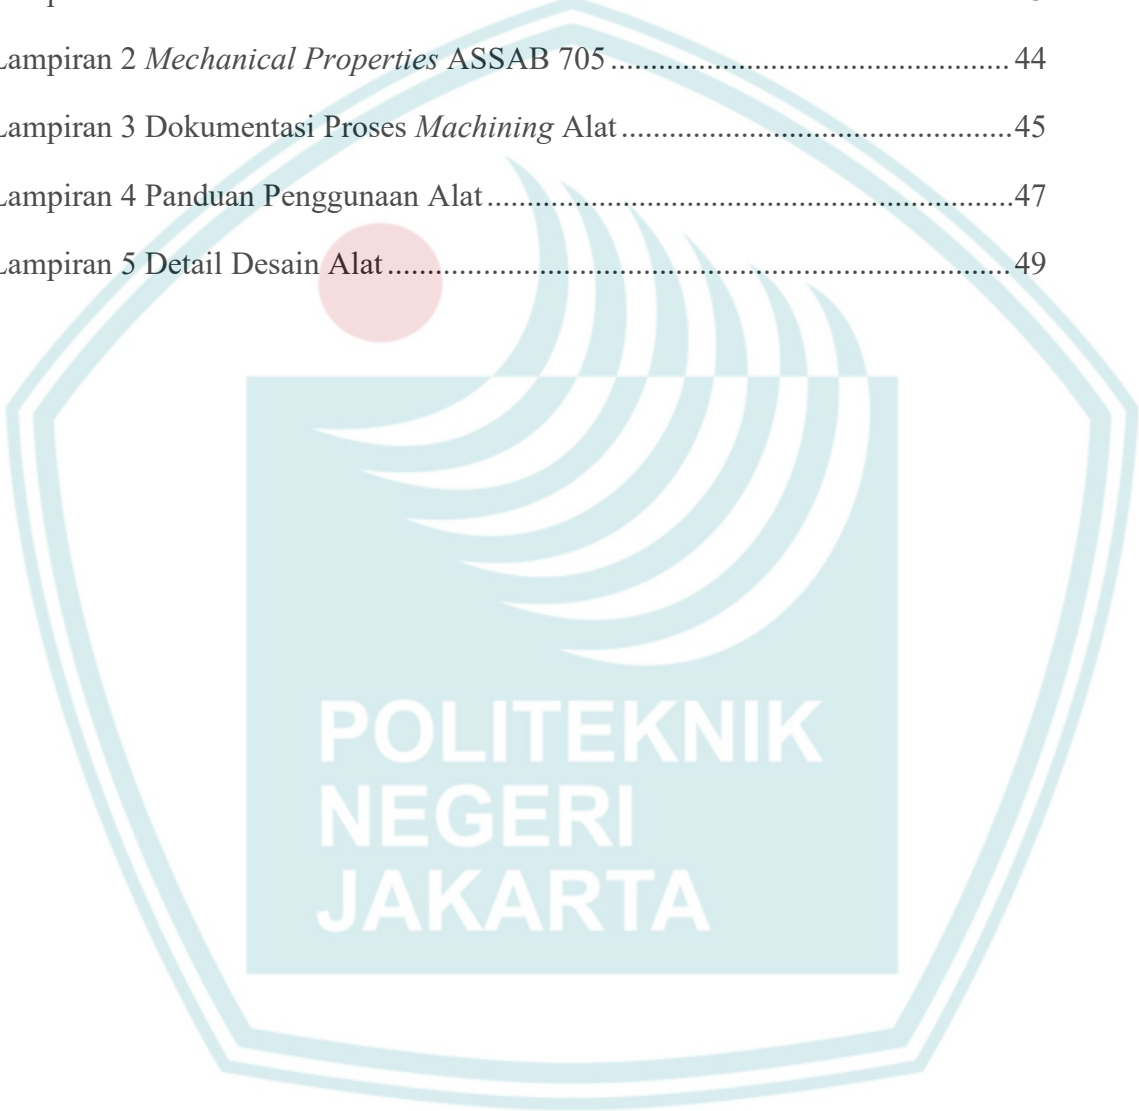 Lampiran 2 Mechanical Properties ASSAB 705 ................................................. 44
Lampiran 3 Dokumentasi Proses Machining Alat ................................................45
Lampiran 4 Panduan Penggunaan Alat .................................................................47
Lampiran 5 Detail Desain Alat .............................................................................49
POLITEKNIK
NEGERI
JAKARTA